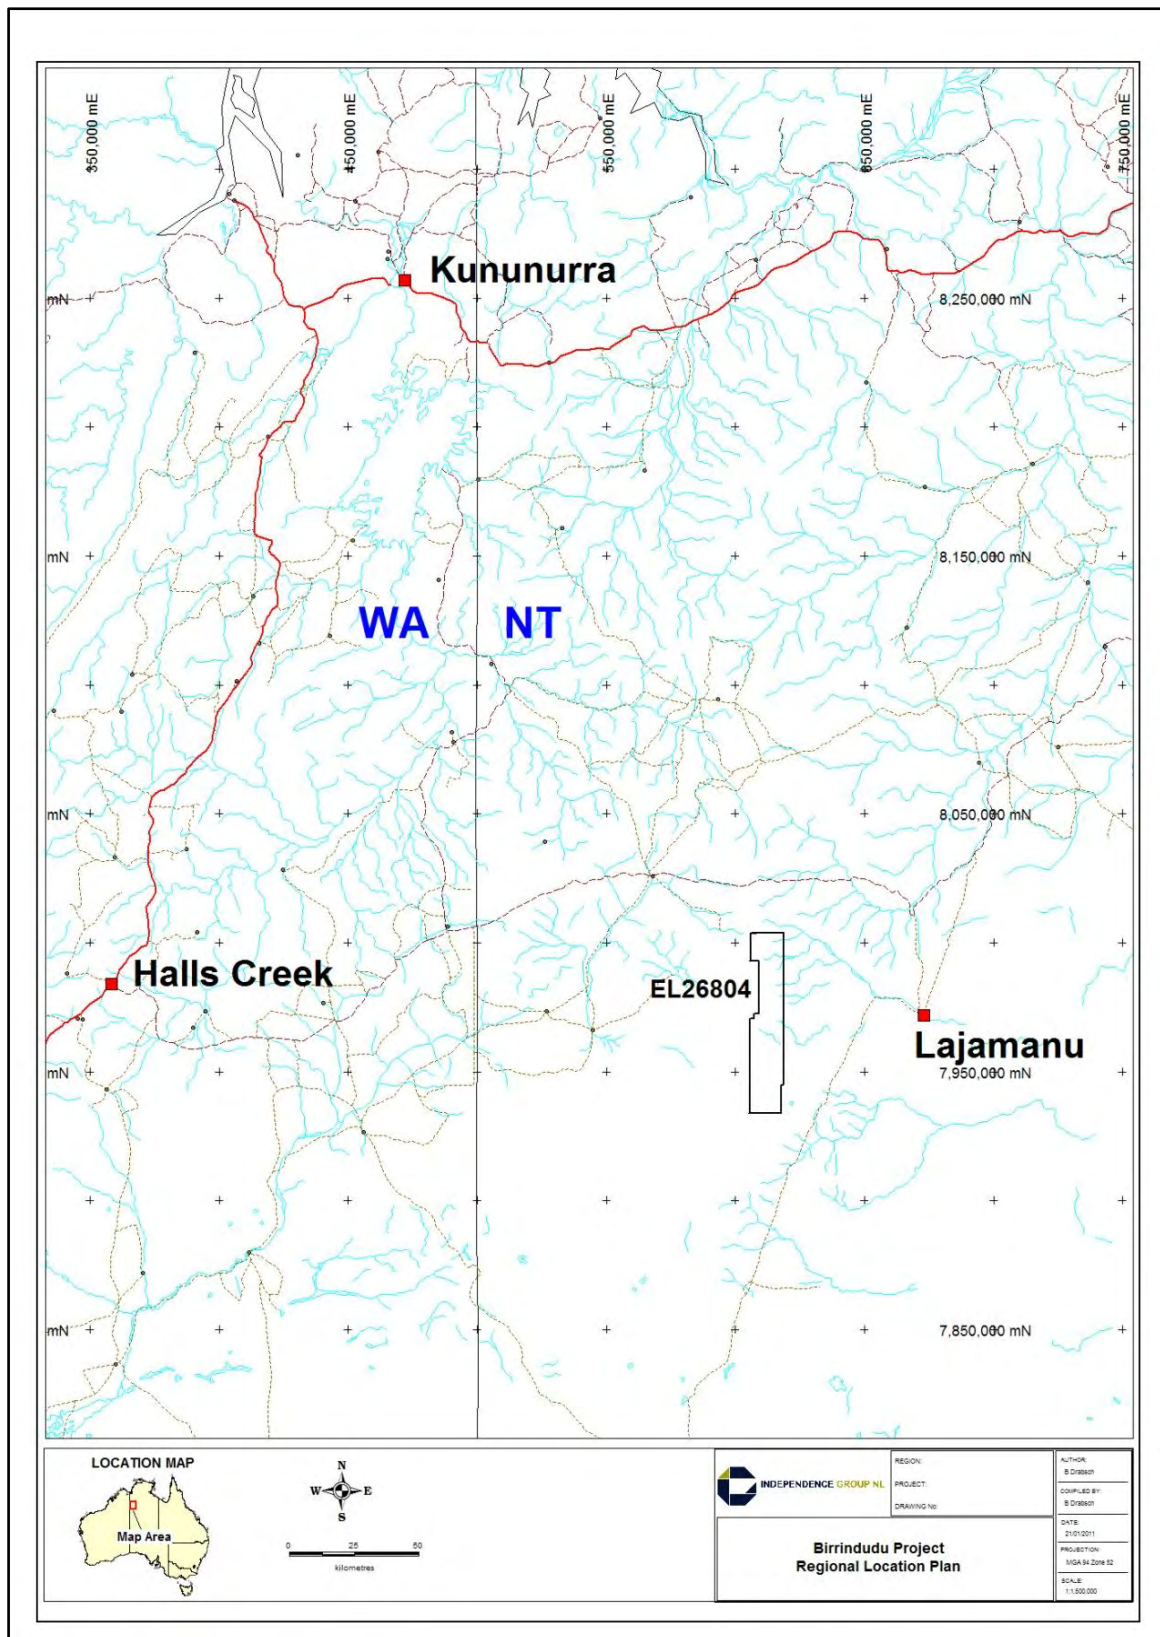 350,000 mE
450,000 mE
550,000 mE
650,000 mE
750,000 mE
Kununurra
mN
8,250,000 mN
mN
8,150,000 mN
WA
NT
mN
8,050,000 mN
Halls Creek
EL26804
Lajamanu
mN
7,950,000 mN
mN
7,850,000 mN
LOCATION MAP
Map Area
N
W
E
S
0
25
50
kilometres
INDEPENDENCE GROUP NL
REGION:
PROJECT:
DRAWING No:
Birrindudu Project
Regional Location Plan
AUTHOR:
B Drabsch
COMPILED BY:
B Drabsch
DATE:
21/01/2011
PROJECTION:
MGA 94 Zone 52
SCALE:
1:1,500,000